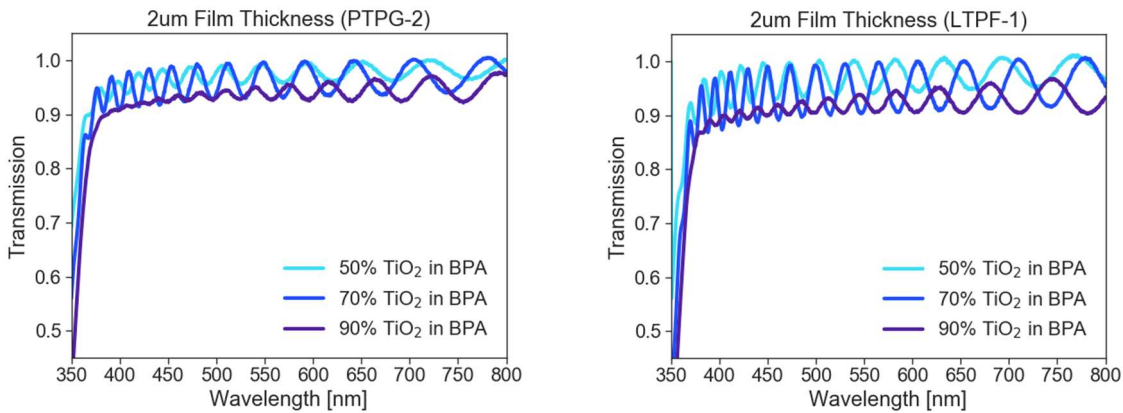 2um Film Thickness (PTPG-2)
1.0
0.9
0.8
0.7
0.6
0.5
Transmission
50% TiO₂ in BPA
70% TiO₂ in BPA
90% TiO₂ in BPA
350 400 450 500 550 600 650 700 750 800
Wavelength [nm]
2um Film Thickness (LTPF-1)
1.0
0.9
0.8
0.7
0.6
0.5
Transmission
50% TiO₂ in BPA
70% TiO₂ in BPA
90% TiO₂ in BPA
350 400 450 500 550 600 650 700 750 800
Wavelength [nm]